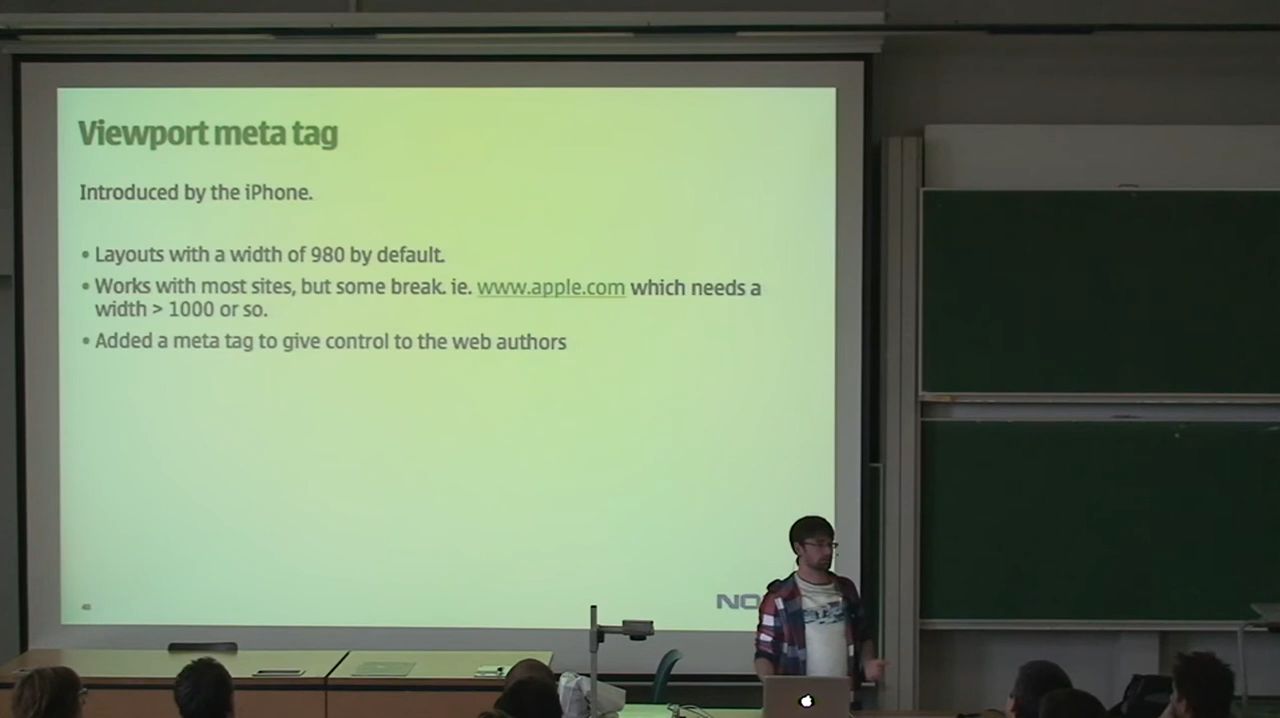 Viewport meta tag
Introduced by the iPhone.
• Layouts with a width of 980 by default.
• Works with most sites, but some break. ie. www.apple.com which needs a
width > 1000 or so.
• Added a meta tag to give control to the web authors
NO